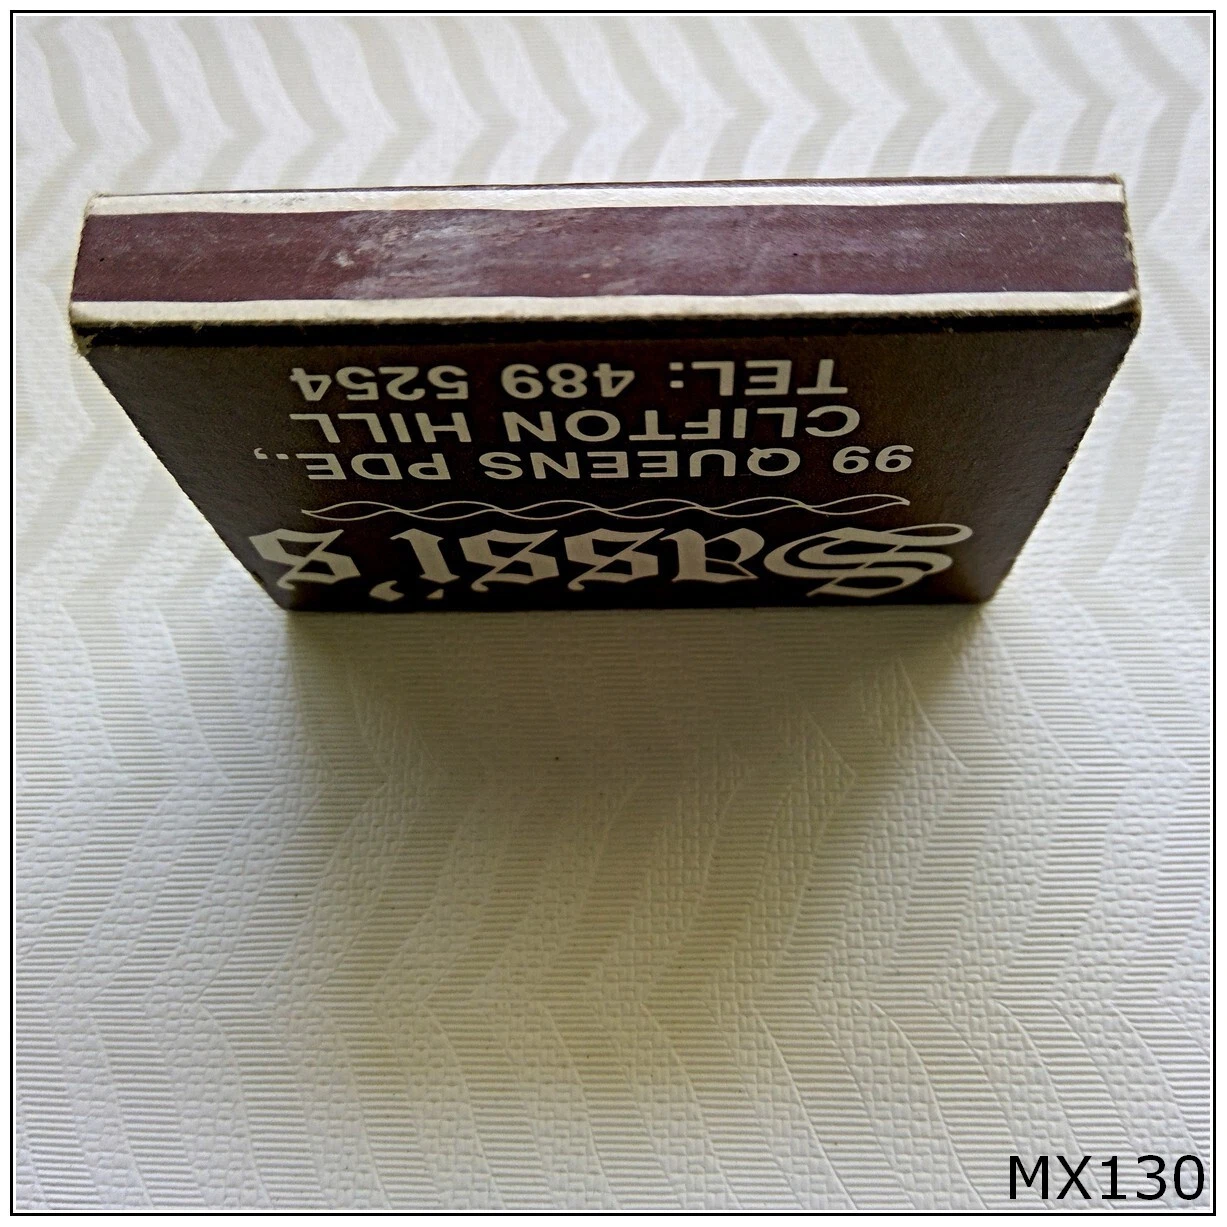 Sassi's
99 QUEENS PDE.,
CLIFTON HILL
TEL: 489 5254
MX130